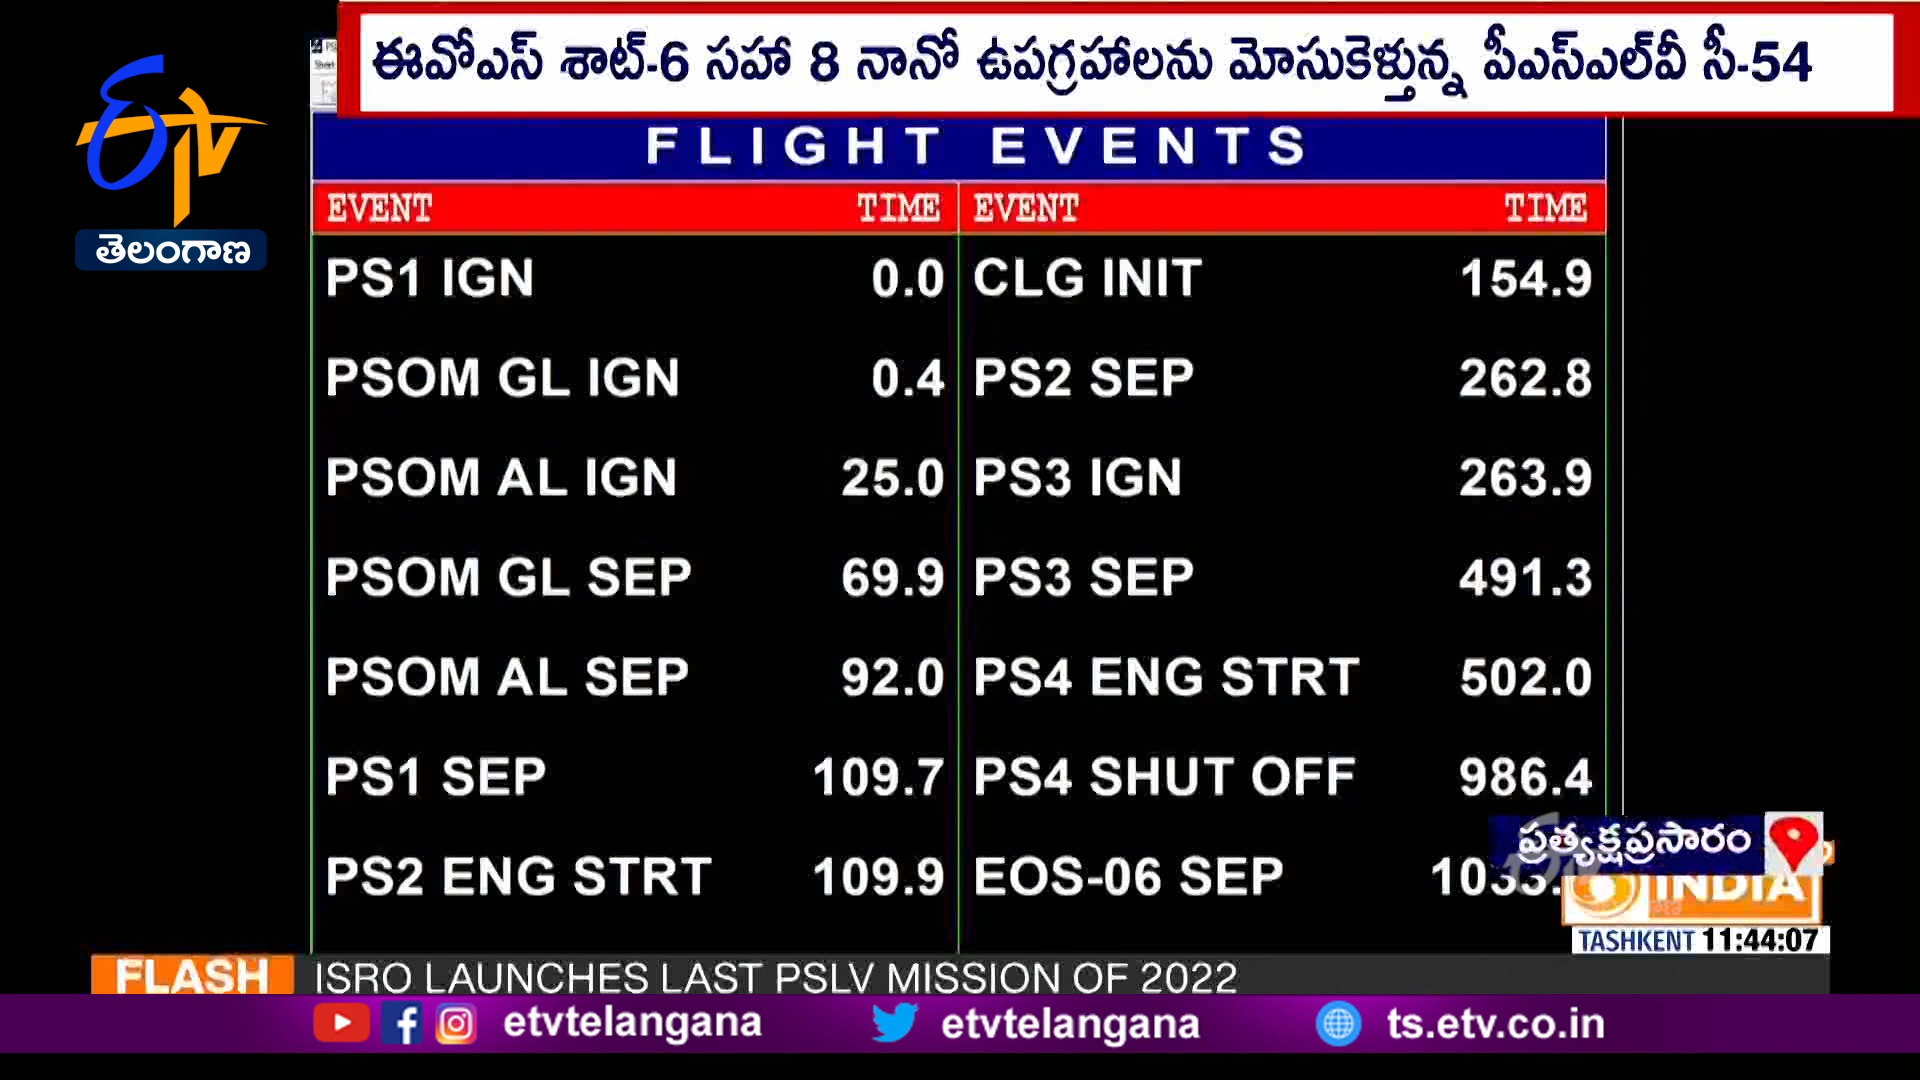 ఈవోఎస్ శాట్-6 సహా 8 నానో ఉపగ్రహాలను మోసుకెళ్తున్న పీఎస్ఎల్‌వీ సీ-54
ఈtv
తెలంగాణ
FLIGHT EVENTS
EVENT TIME EVENT TIME
PS1 IGN 0.0 CLG INIT 154.9
PSOM GL IGN 0.4 PS2 SEP 262.8
PSOM AL IGN 25.0 PS3 IGN 263.9
PSOM GL SEP 69.9 PS3 SEP 491.3
PSOM AL SEP 92.0 PS4 ENG STRT 502.0
PS1 SEP 109.7 PS4 SHUT OFF 986.4
PS2 ENG STRT 109.9 EOS-06 SEP
ప్రత్యక్షప్రసారం
INDIA
TASHKENT 11:44:07
FLASH ISRO LAUNCHES LAST PSLV MISSION OF 2022
etvtelangana etvtelangana ts.etv.co.in